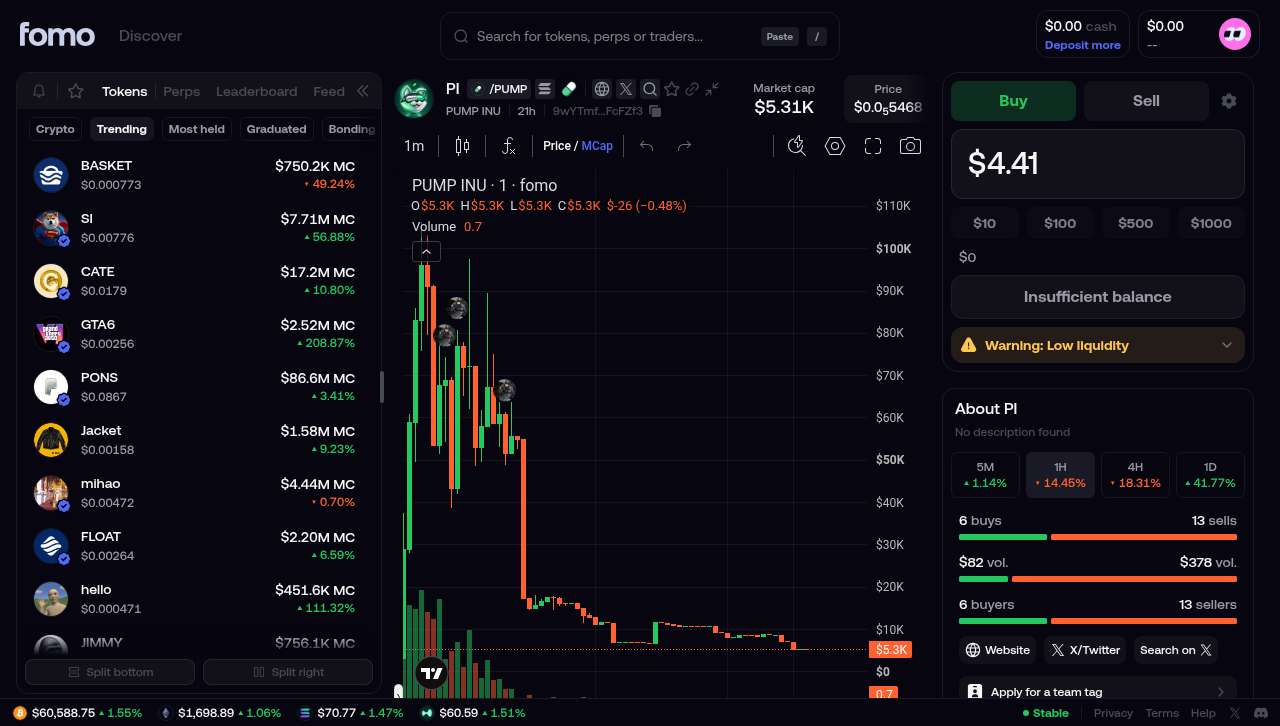 fomo
Discover
Search for tokens, perps or traders...
Paste
/
$0.00 cash
Deposit more
$0.00
--
Tokens
Perps
Leaderboard
Feed
Crypto
Trending
Most held
Graduated
Bonding
BASKET
$750.2K MC
$0.000773
49.24%
SI
$7.71M MC
$0.00776
56.88%
CATE
$17.2M MC
$0.0179
10.80%
GTA6
$2.52M MC
$0.00256
208.87%
PONS
$86.6M MC
$0.0867
3.41%
Jacket
$1.58M MC
$0.00158
9.23%
mihao
$4.44M MC
$0.00472
0.70%
FLOAT
$2.20M MC
$0.00264
6.59%
hello
$451.6K MC
$0.000471
111.32%
JIMMY
$756.1K MC
Split bottom
Split right
PI
/PUMP
PUMP INU
21h
9wYTmf...FcFZf3
Market cap
$5.31K
Price
$0.0₅5468
1m
Price / MCap
PUMP INU · 1 · fomo
O$5.3K H$5.3K L$5.3K C$5.3K $-26 (−0.48%)
Volume 0.7
$110K
$100K
$90K
$80K
$70K
$60K
$50K
$40K
$30K
$20K
$10K
$5.3K
$0
0.7
Buy
Sell
$4.41
$10
$100
$500
$1000
$0
Insufficient balance
Warning: Low liquidity
About PI
No description found
5M
1.14%
1H
14.45%
4H
18.31%
1D
41.77%
6 buys
13 sells
$82 vol.
$378 vol.
6 buyers
13 sellers
Website
X/Twitter
Search on X
Apply for a team tag
$60,588.75 1.55%
$1,698.89 1.06%
$70.77 1.47%
$60.59 1.51%
Stable
Privacy
Terms
Help